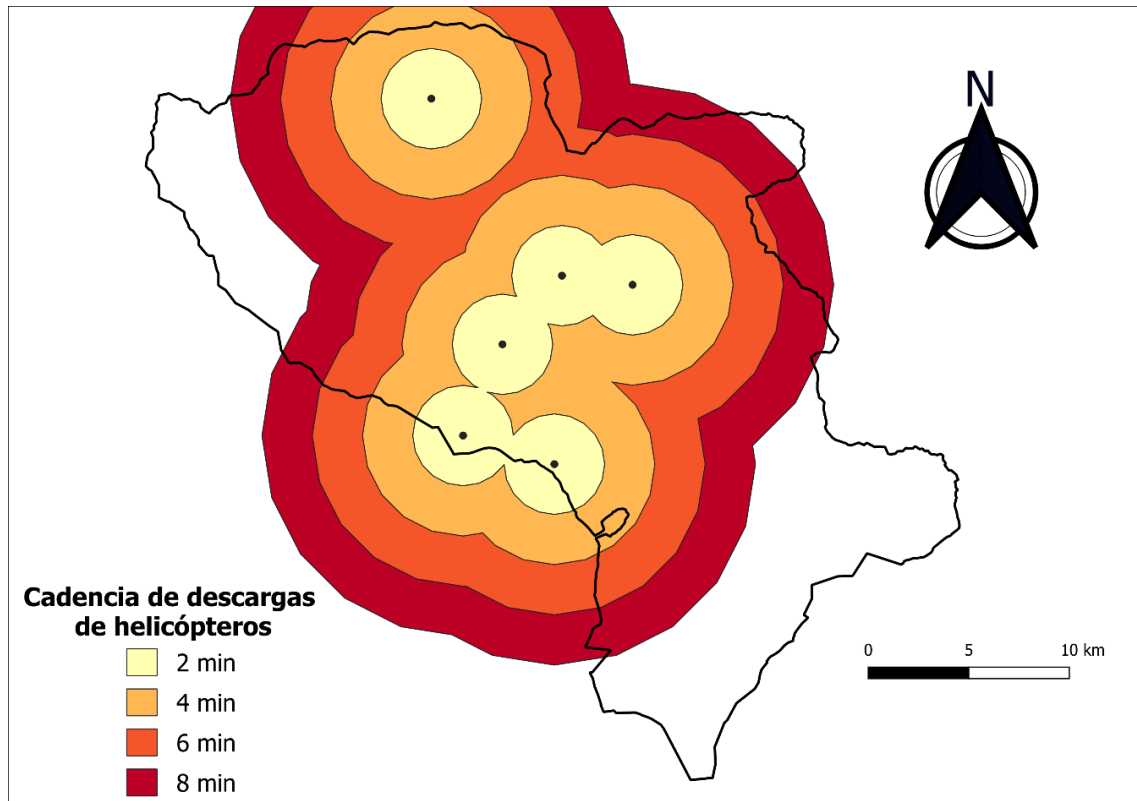 N
Cadencia de descargas
de helicópteros
2 min
4 min
6 min
8 min
0 5 10 km